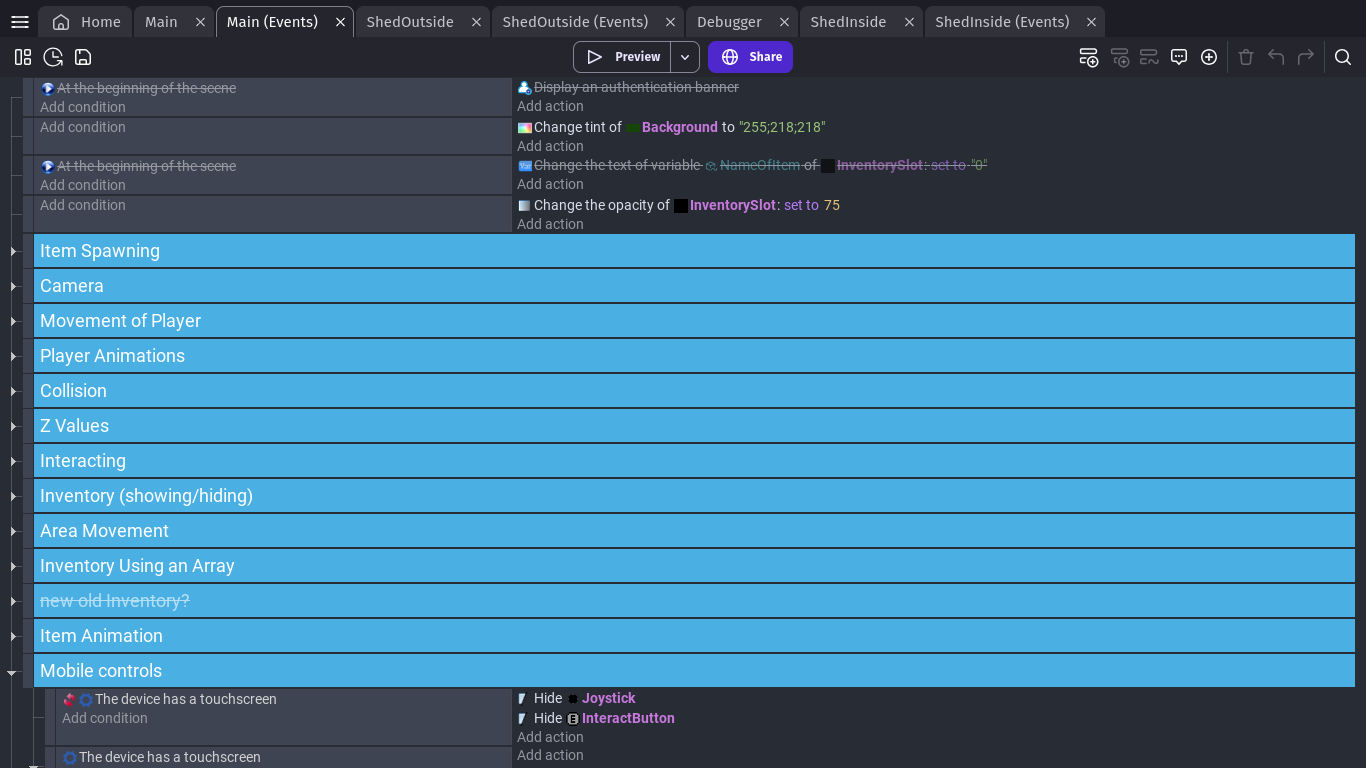 Home Main Main (Events) ShedOutside ShedOutside (Events) Debugger ShedInside ShedInside (Events)
Preview Share
At the beginning of the scene Display an authentication banner
Add condition Add action
Add condition Change tint of Background to "255;218;218"
Add action
At the beginning of the scene Change the text of variable NameOfItem of InventorySlot: set to "0"
Add condition Add action
Add condition Change the opacity of InventorySlot: set to 75
Add action
Item Spawning
Camera
Movement of Player
Player Animations
Collision
Z Values
Interacting
Inventory (showing/hiding)
Area Movement
Inventory Using an Array
new old Inventory?
Item Animation
Mobile controls
The device has a touchscreen Hide Joystick
Add condition Hide E InteractButton
Add action
The device has a touchscreen Add action